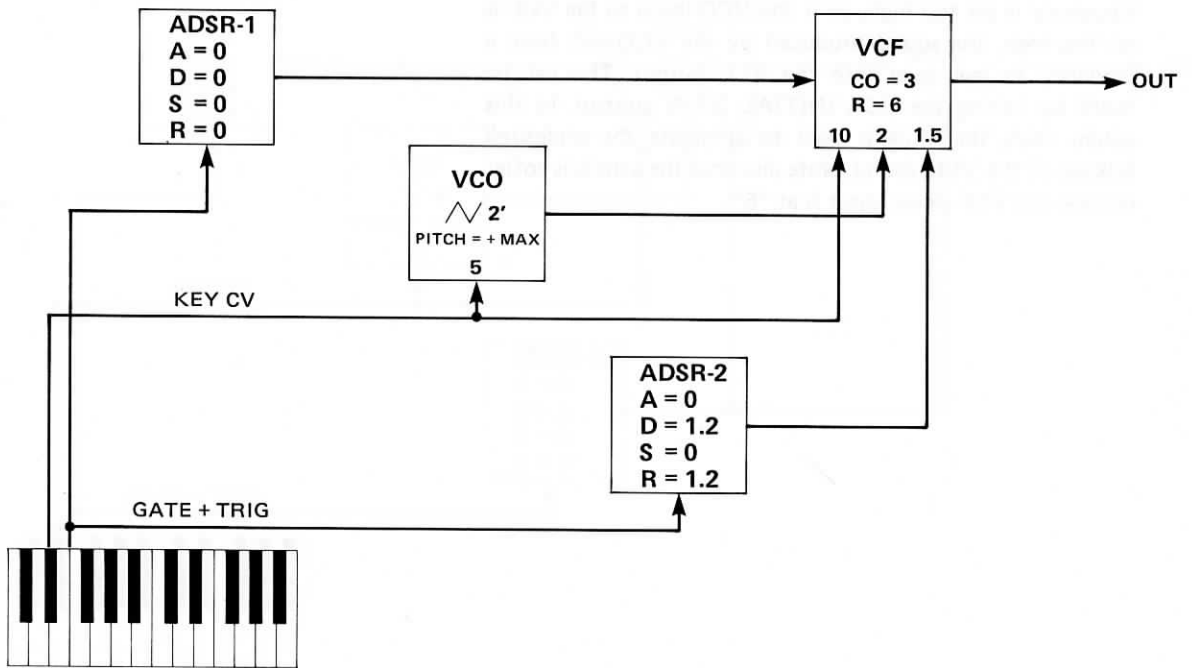 ADSR-1
A = 0
D = 0
S = 0
R = 0
VCF
CO = 3
R = 6
10 2 1.5
OUT
VCO
2'
PITCH = + MAX
5
KEY CV
ADSR-2
A = 0
D = 1.2
S = 0
R = 1.2
GATE + TRIG